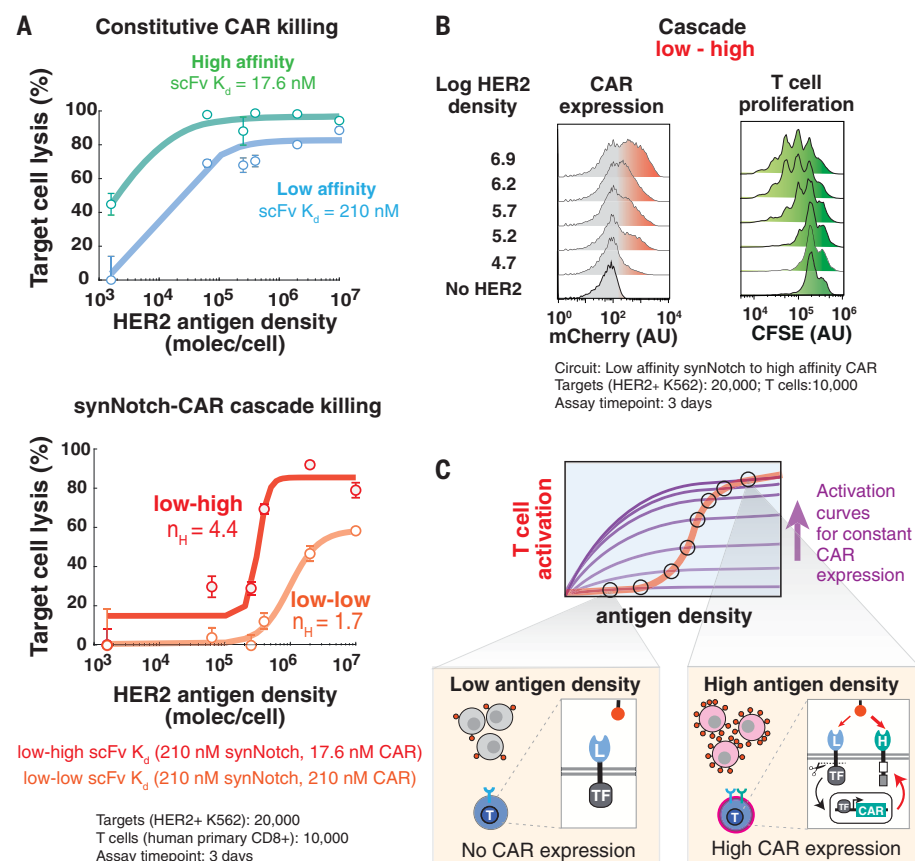 A
Constitutive CAR killing
High affinity
scFv Kd = 17.6 nM
Low affinity
scFv Kd = 210 nM
Target cell lysis (%)
100
80
60
40
20
0
10³ 10⁴ 10⁵ 10⁶ 10⁷
HER2 antigen density
(molec/cell)
synNotch-CAR cascade killing
low-high
nH = 4.4
low-low
nH = 1.7
Target cell lysis (%)
100
80
60
40
20
0
10³ 10⁴ 10⁵ 10⁶ 10⁷
HER2 antigen density
(molec/cell)
low-high scFv Kd (210 nM synNotch, 17.6 nM CAR)
low-low scFv Kd (210 nM synNotch, 210 nM CAR)
Targets (HER2+ K562): 20,000
T cells (human primary CD8+): 10,000
Assay timepoint: 3 days
B
Cascade
low - high
Log HER2
density
CAR
expression
T cell
proliferation
6.9
6.2
5.7
5.2
4.7
No HER2
10⁰ 10² 10⁴
mCherry (AU)
10⁴ 10⁵ 10⁶
CFSE (AU)
Circuit: Low affinity synNotch to high affinity CAR
Targets (HER2+ K562): 20,000; T cells:10,000
Assay timepoint: 3 days
C
T cell
activation
antigen density
Activation
curves
for constant
CAR
expression
Low antigen density
L
TF
T
No CAR expression
High antigen density
L
H
TF
TF
CAR
T
High CAR expression